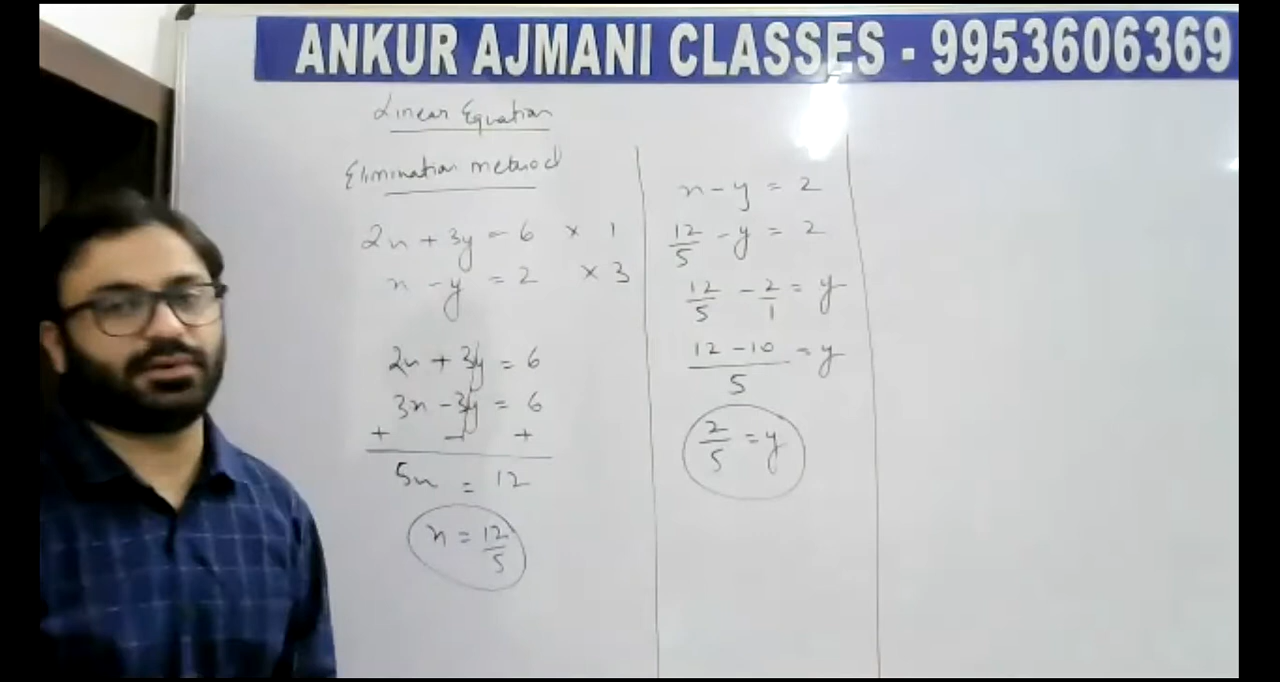 ANKUR AJMANI CLASSES - 9953606369
Linear Equation
Elimination method
2x + 3y = 6 × 1
x - y = 2 × 3
2x + 3y = 6
3x - 3y = 6
+ - +
5x = 12
x = 12/5
x - y = 2
12/5 - y = 2
12/5 - 2/1 = y
12 - 10/5 = y
2/5 = y